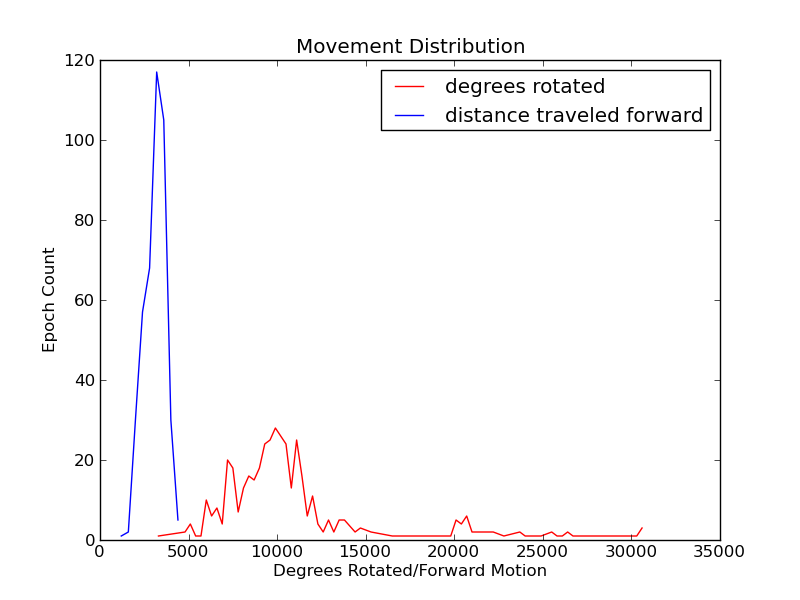 Movement Distribution
degrees rotated
distance traveled forward
120
100
80
60
40
20
0
Epoch Count
0 5000 10000 15000 20000 25000 30000 35000
Degrees Rotated/Forward Motion